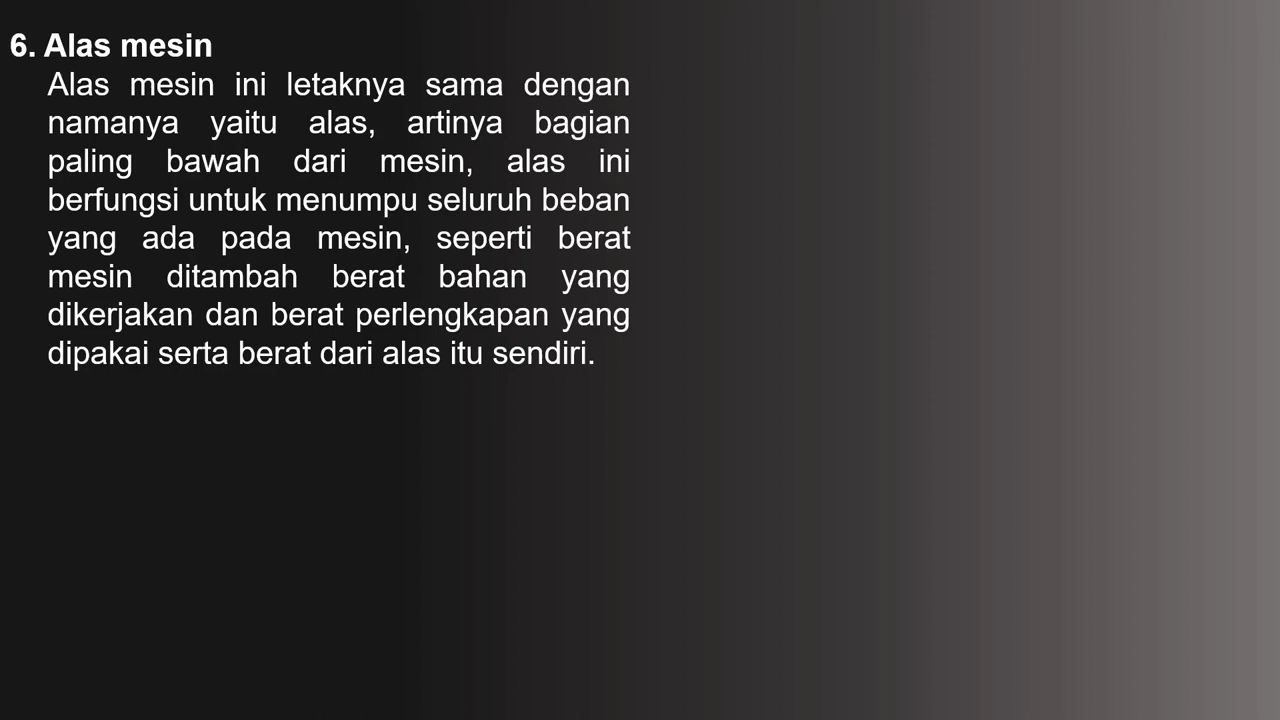 6. Alas mesin
Alas mesin ini letaknya sama dengan
namanya yaitu alas, artinya bagian
paling bawah dari mesin, alas ini
berfungsi untuk menumpu seluruh beban
yang ada pada mesin, seperti berat
mesin ditambah berat bahan yang
dikerjakan dan berat perlengkapan yang
dipakai serta berat dari alas itu sendiri.